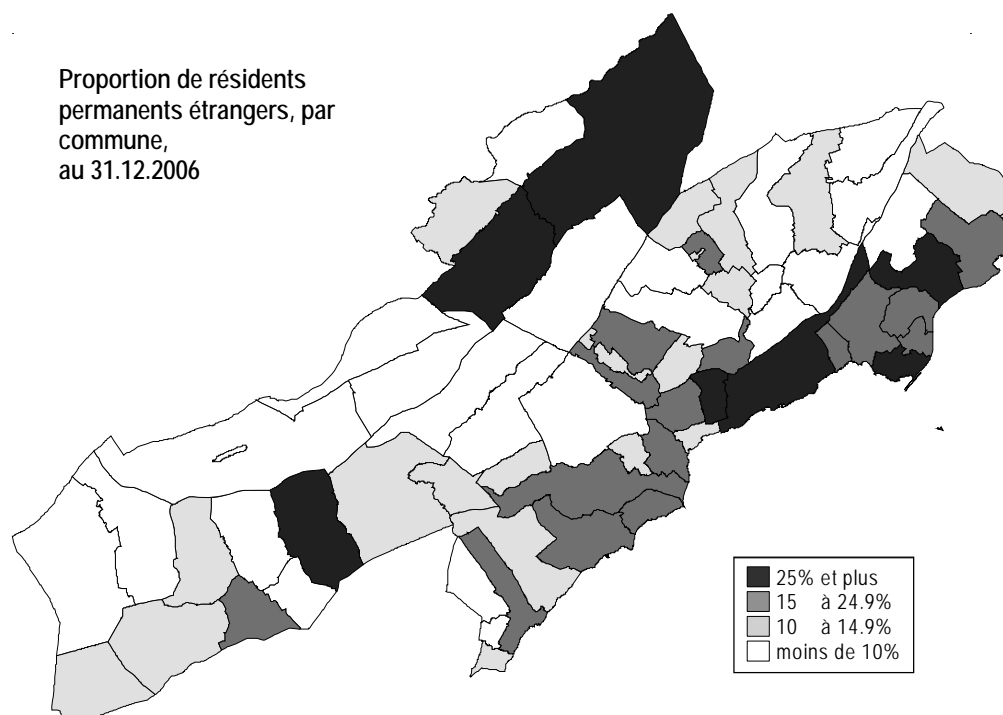 Proportion de résidents
permanents étrangers, par
commune,
au 31.12.2006
25% et plus
15 à 24.9%
10 à 14.9%
moins de 10%